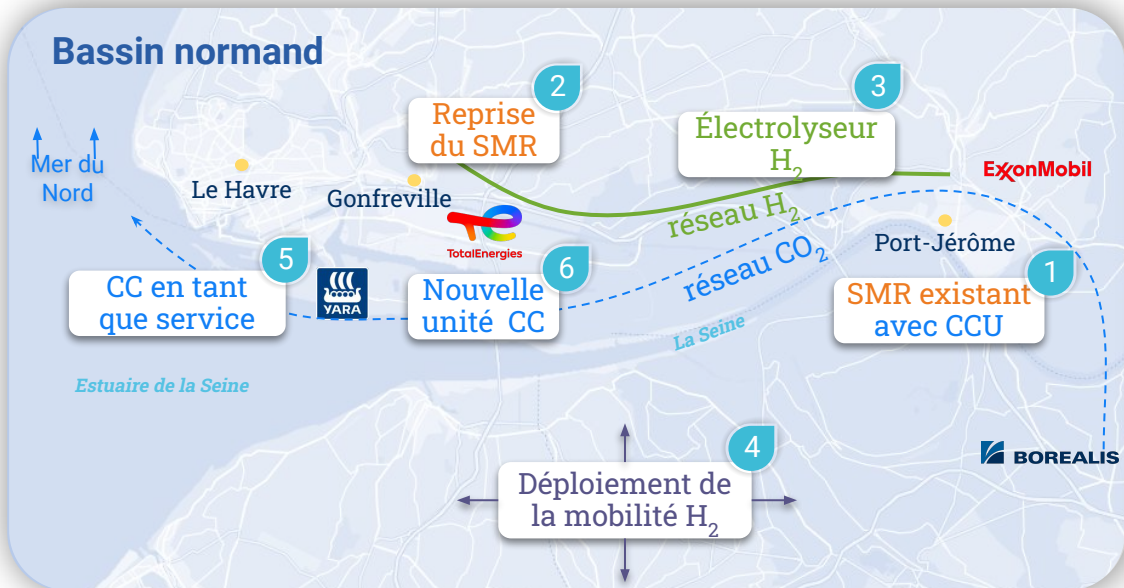 Bassin normand
2
Reprise
du SMR
3
Électrolyseur
H₂
ExxonMobil
Mer du
Nord
Le Havre
Gonfreville
TotalEnergies
réseau H₂
réseau CO₂
Port-Jérôme
5
CC en tant
que service
YARA
6
Nouvelle
unité CC
1
SMR existant
avec CCU
La Seine
Estuaire de la Seine
4
Déploiement de
la mobilité H₂
BOREALIS